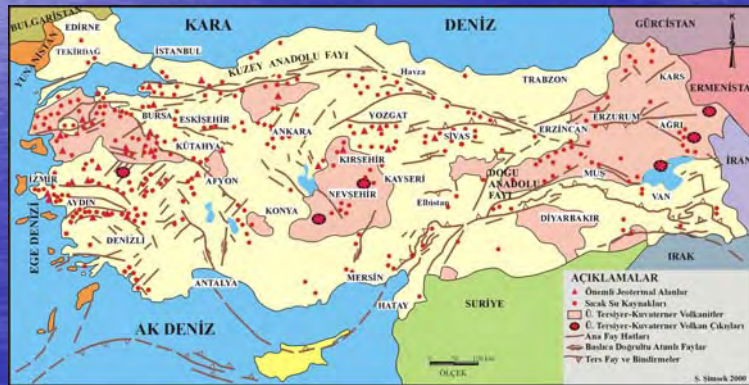 BULGARİSTAN
KARA
DENİZ
GÜRCİSTAN
K
EDİRNE
TEKİRDAĞ
YUNANİSTAN
İSTANBUL
KUZEY ANADOLU FAYI
Havza
TRABZON
KARS
ERMENİSTA
BURSA
ESKİŞEHİR
ANKARA
YOZGAT
SİVAS
ERZİNCAN
ERZURUM
AĞRI
KÜTAHYA
KIRŞEHİR
İRAN
İZMİR
AFYON
KAYSERİ
DOĞU
ANADOLU
FAYI
MUŞ
AYDIN
NEVŞEHİR
Elbistan
VAN
EGE DENİZİ
KONYA
DİYARBAKIR
DENİZLİ
IRAK
ANTALYA
MERSİN
HATAY
SURİYE
AK DENİZ
AÇIKLAMALAR
Önemli Jeotermal Alanlar
Sıcak Su Kaynakları
Ü. Tersiyer-Kuvaterner Volkanitler
Ü. Tersiyer-Kuvaterner Volkan Çıkışları
Ana Fay Hatları
Başlıca Doğrultu Atımlı Faylar
Ters Fay ve Bindirmeler
ÖLÇEK
Ş. Şimşek 2000